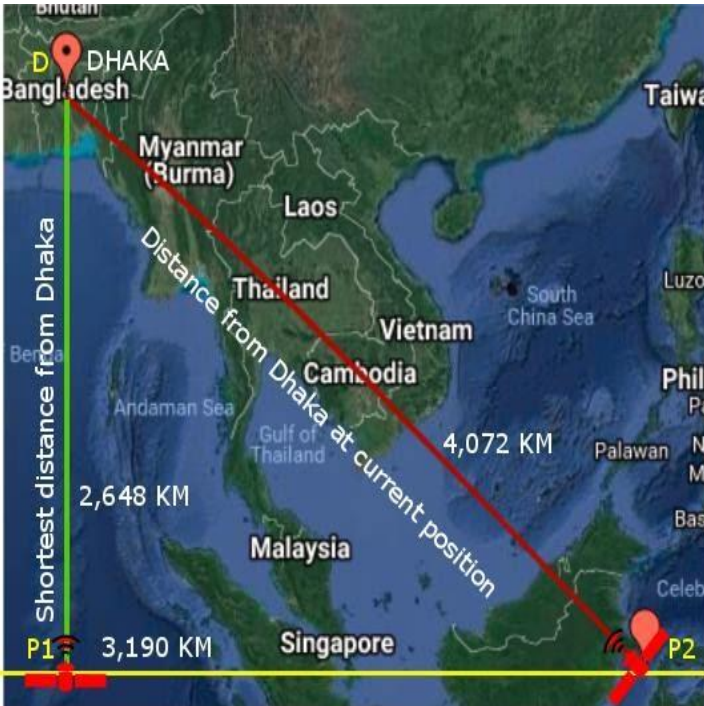 Bhutan
D
DHAKA
Bangladesh
Taiwa
Myanmar
(Burma)
Laos
Shortest distance from Dhaka
Distance from Dhaka at current position
Thailand
South
China Sea
Luzo
Vietnam
Cambodia
Phil
Pa
Andaman Sea
Gulf of
Thailand
4,072 KM
Palawan
N
M
2,648 KM
Bas
Malaysia
Celeb
P1
3,190 KM
Singapore
P2